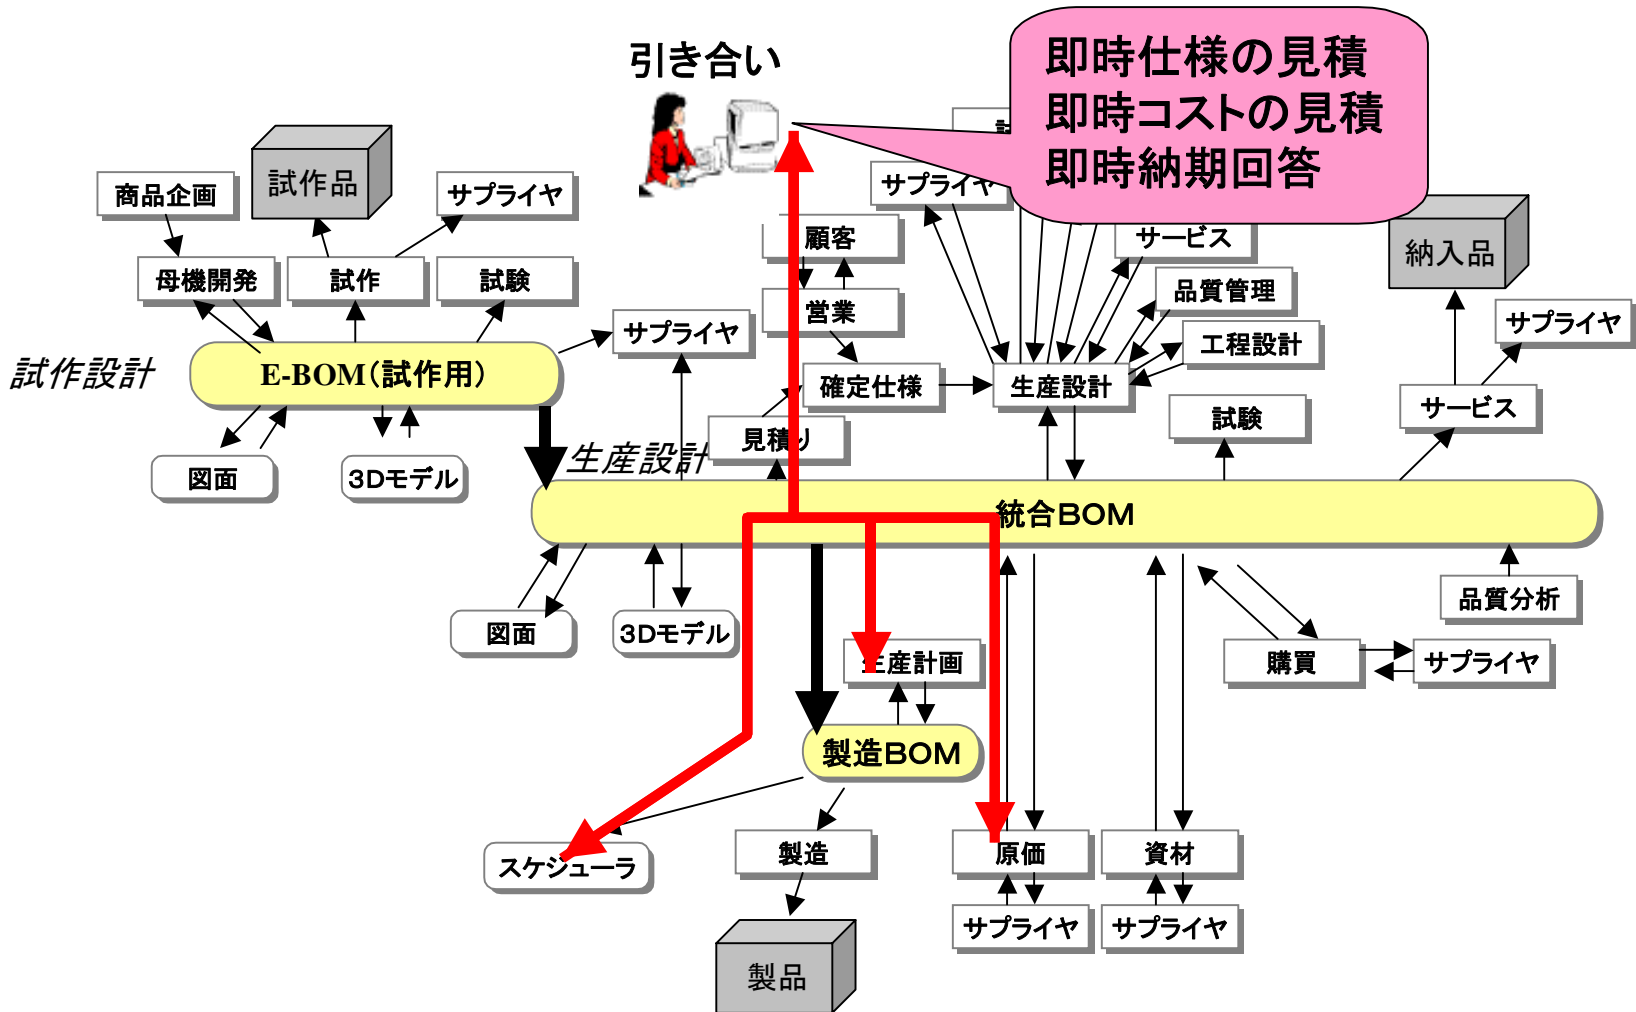 引き合い
即時仕様の見積
即時コストの見積
即時納期回答
試作品
商品企画
サプライヤ
サプライヤ
顧客
サービス
納入品
母機開発
試作
試験
営業
品質管理
サプライヤ
サプライヤ
工程設計
試作設計
E-BOM(試作用)
確定仕様
生産設計
サービス
試験
見積り
生産設計
図面
3Dモデル
統合BOM
品質分析
図面
3Dモデル
生産計画
購買
サプライヤ
製造BOM
スケジューラ
製造
原価
資材
サプライヤ
サプライヤ
製品